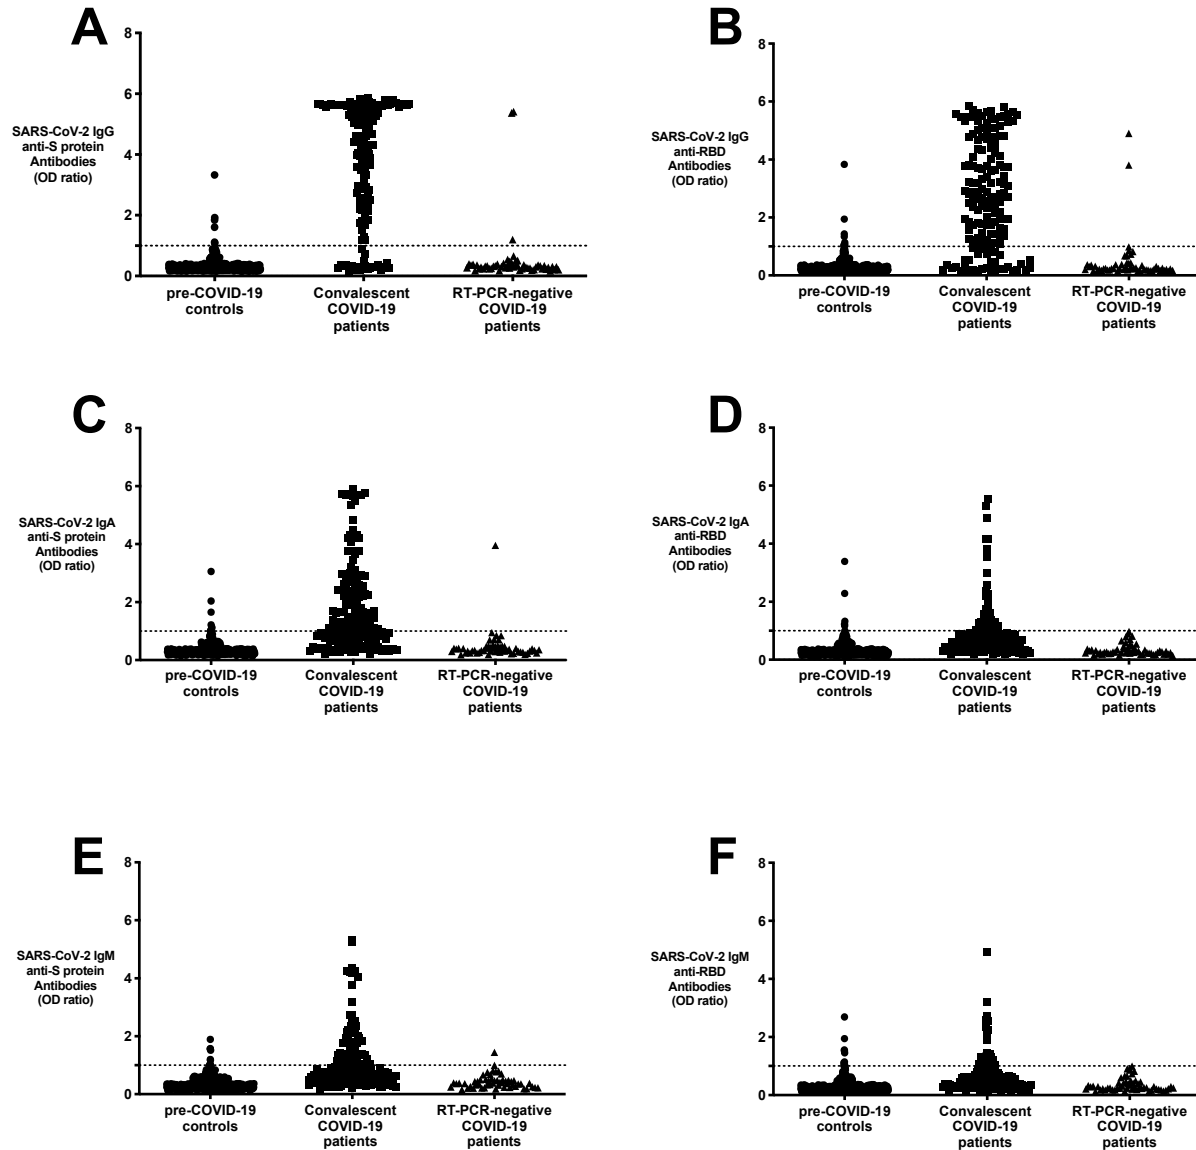 A
8
6
4
2
0
SARS-CoV-2 IgG
anti-S protein
Antibodies
(OD ratio)
pre-COVID-19
controls
Convalescent
COVID-19
patients
RT-PCR-negative
COVID-19
patients
B
8
6
4
2
0
SARS-CoV-2 IgG
anti-RBD
Antibodies
(OD ratio)
pre-COVID-19
controls
Convalescent
COVID-19
patients
RT-PCR-negative
COVID-19
patients
C
8
6
4
2
0
SARS-CoV-2 IgA
anti-S protein
Antibodies
(OD ratio)
pre-COVID-19
controls
Convalescent
COVID-19
patients
RT-PCR-negative
COVID-19
patients
D
8
6
4
2
0
SARS-CoV-2 IgA
anti-RBD
Antibodies
(OD ratio)
pre-COVID-19
controls
Convalescent
COVID-19
patients
RT-PCR-negative
COVID-19
patients
E
8
6
4
2
0
SARS-CoV-2 IgM
anti-S protein
Antibodies
(OD ratio)
pre-COVID-19
controls
Convalescent
COVID-19
patients
RT-PCR-negative
COVID-19
patients
F
8
6
4
2
0
SARS-CoV-2 IgM
anti-RBD
Antibodies
(OD ratio)
pre-COVID-19
controls
Convalescent
COVID-19
patients
RT-PCR-negative
COVID-19
patients